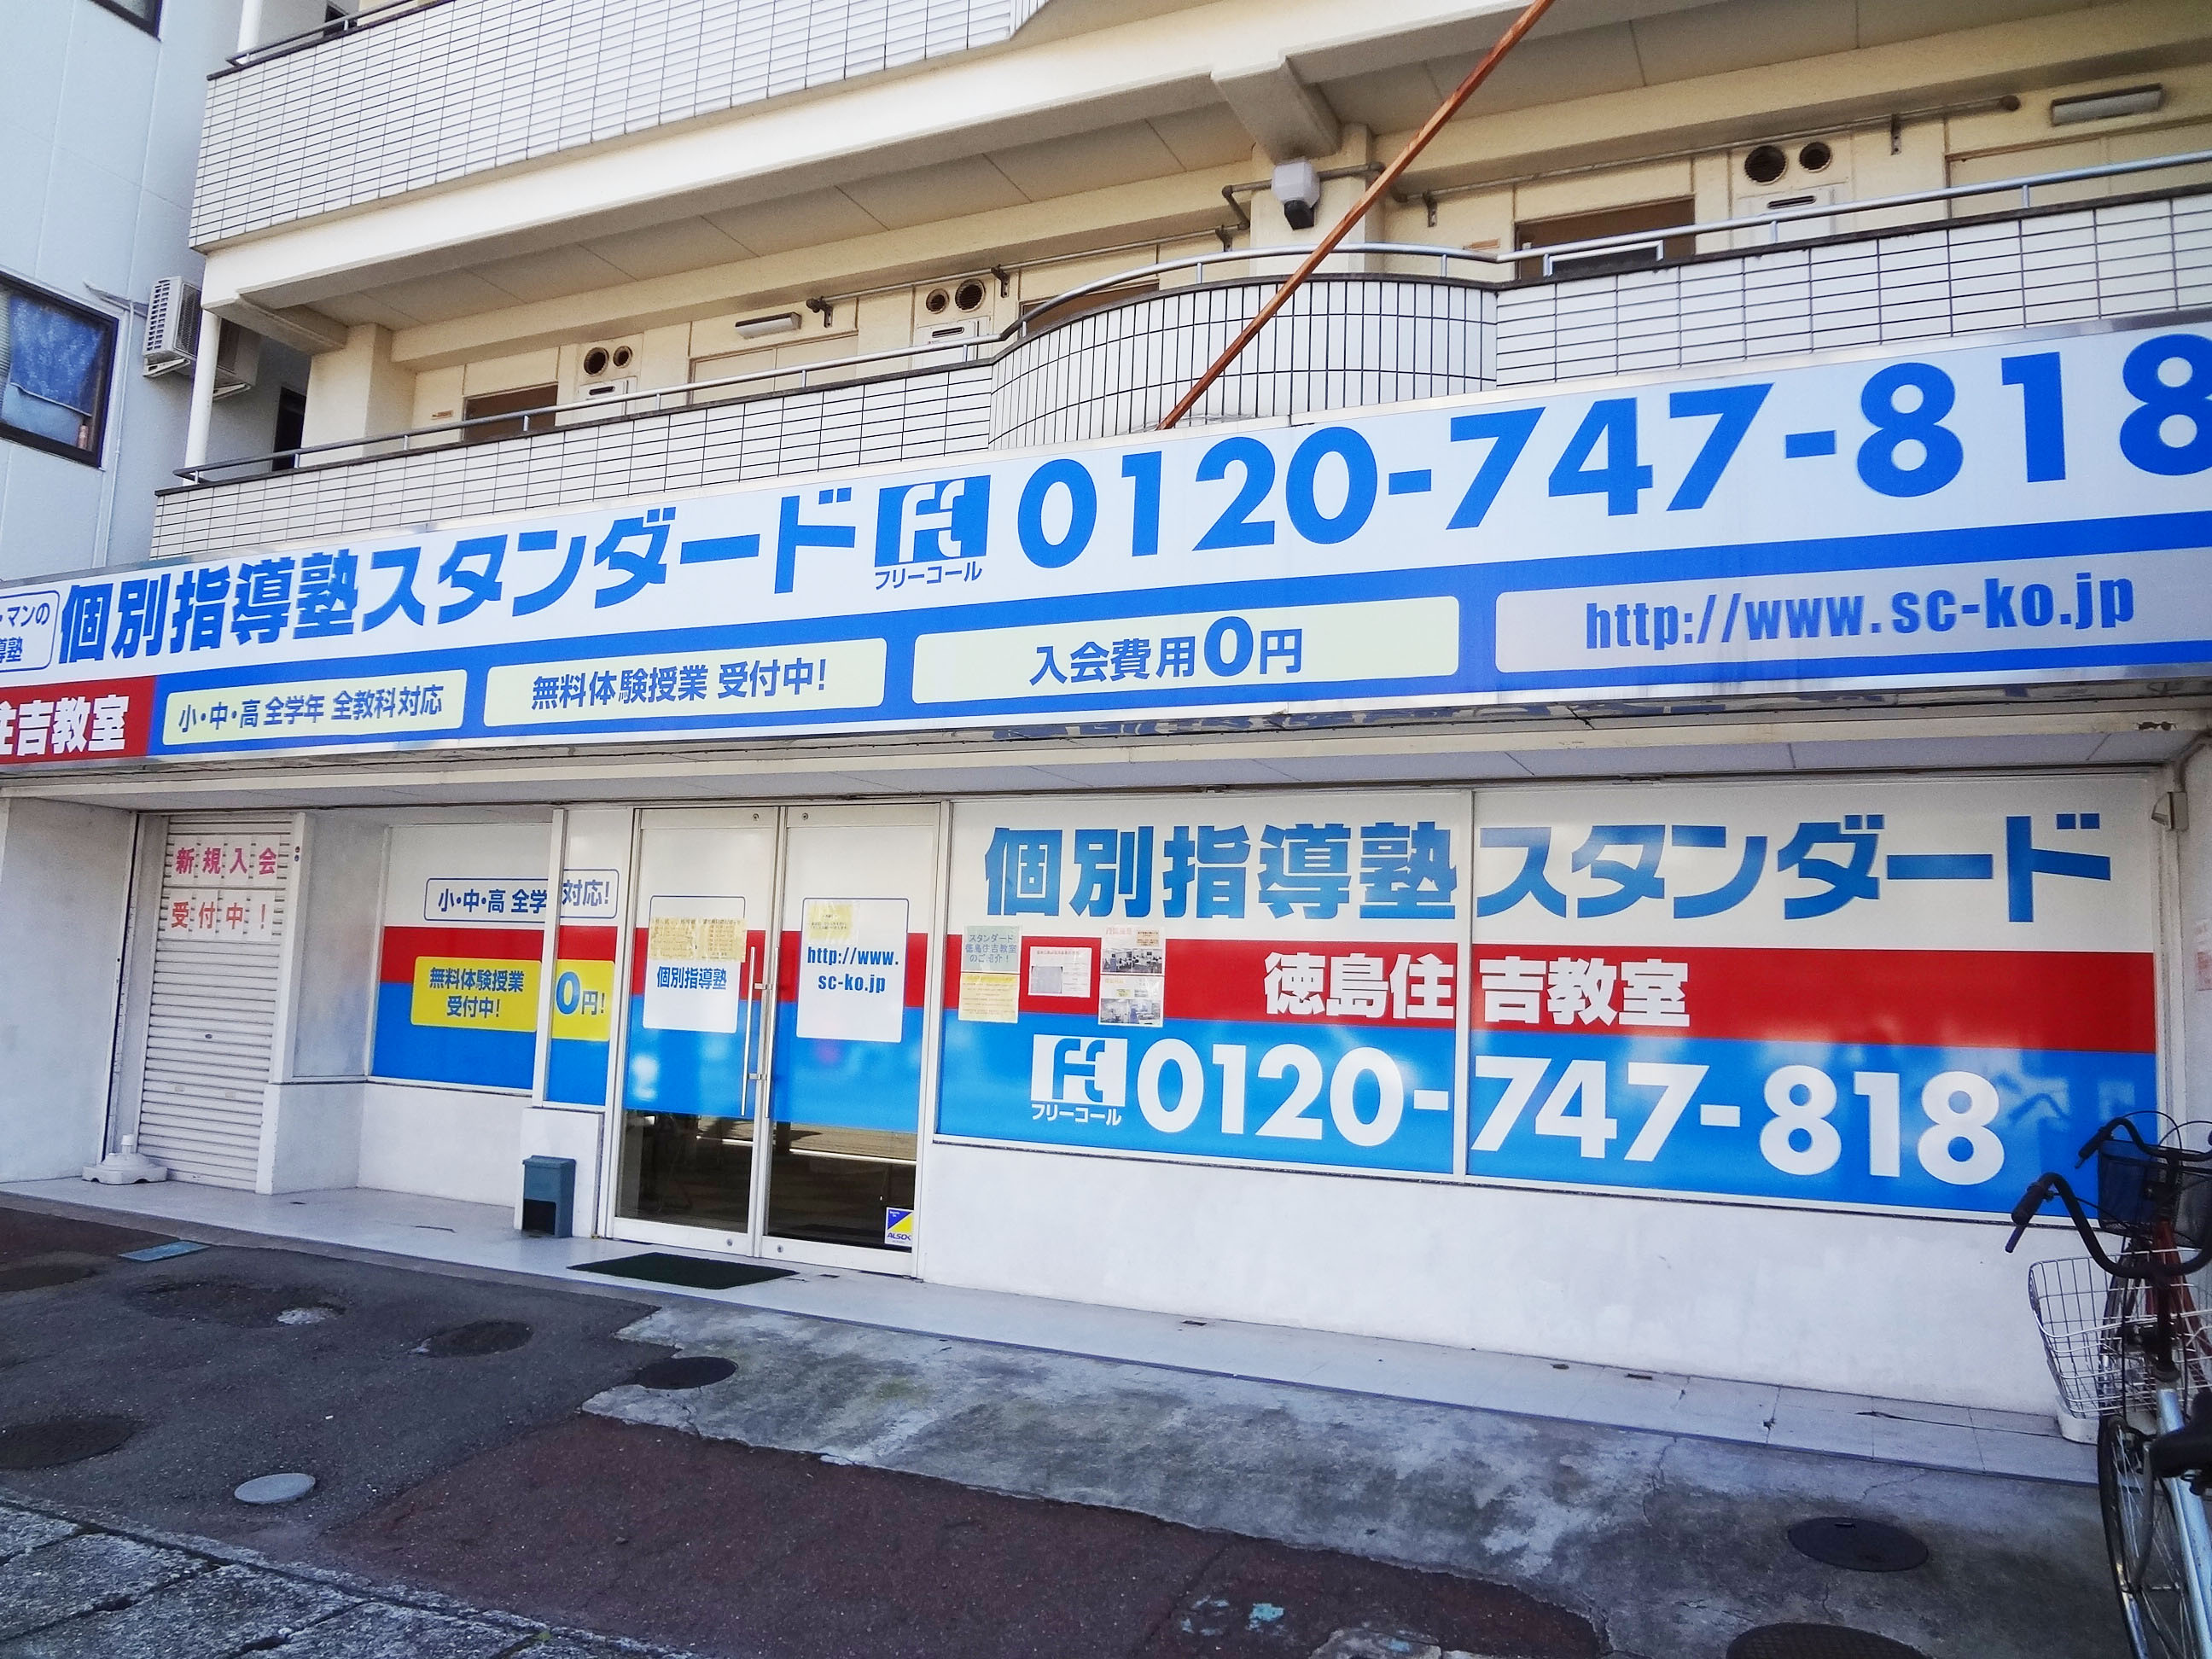 ・マンの
導塾
個別指導塾スタンダード
フリーコール
0120-747-818
住吉教室
小・中・高 全学年 全教科対応
無料体験授業 受付中!
入会費用0円
http://www.sc-ko.jp
新規入会
受付中!
小・中・高 全学
対応!
無料体験授業
受付中!
0円!
個別指導塾
http://www.
sc-ko.jp
ALSOK
個別指導塾スタンダード
スタンダード
徳島住吉教室
のご紹介!
徳島住吉教室
フリーコール
0120-747-818